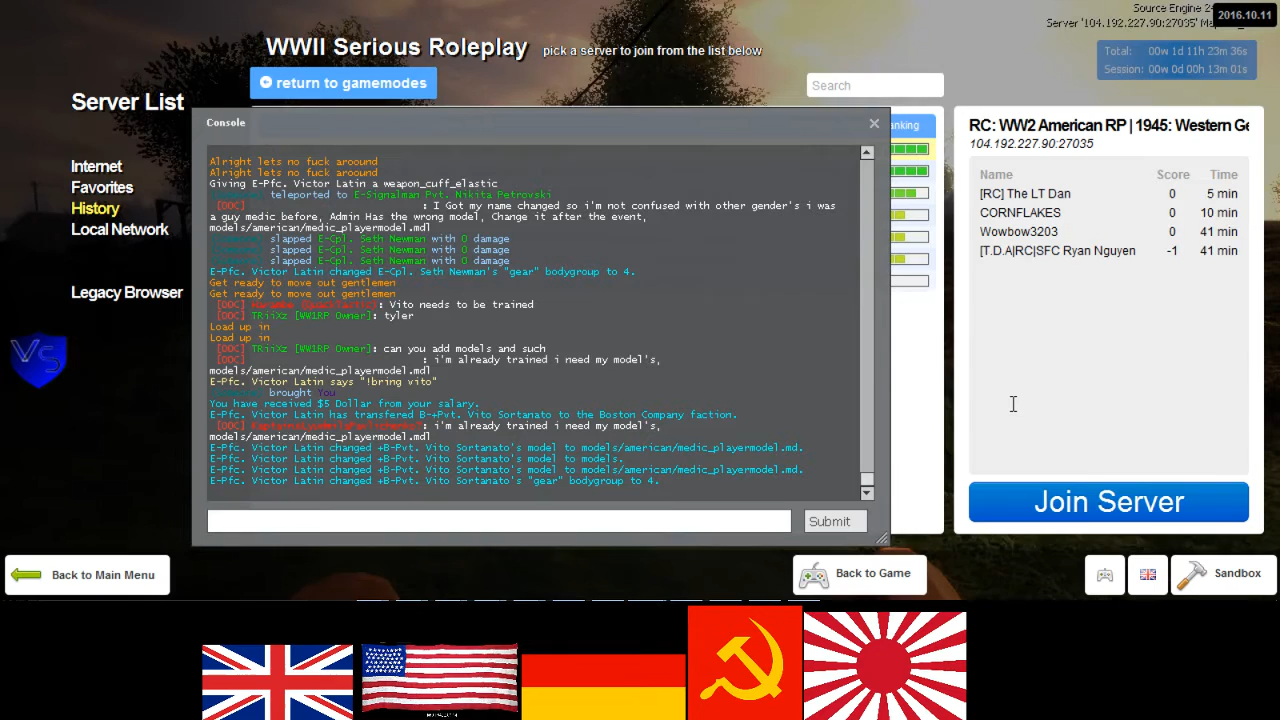 Source Engine 2
2016.10.11
Server '104.192.227.90:27035' Ma
WWII Serious Roleplay
pick a server to join from the list below
Total: 00w 1d 11h 23m 36s
Session: 00w 0d 00h 13m 01s
return to gamemodes
Search
Server List
Internet
Favorites
History
Local Network
Legacy Browser
VS
anking
Console
Alright lets no fuck aroound
Alright lets no fuck aroound
Giving E-Pfc. Victor Latin a weapon_cuff_elastic
teleported to E-Signalman Pvt. Nikita Petrovski
[OOC] : I Got my name changed so i'm not confused with other gender's i was
a guy medic before, Admin Has the wrong model, Change it after the event,
models/american/medic_playermodel.mdl
slapped E-Cpl. Seth Newman with 0 damage
slapped E-Cpl. Seth Newman with 0 damage
slapped E-Cpl. Seth Newman with 0 damage
E-Pfc. Victor Latin changed E-Cpl. Seth Newman's "gear" bodygroup to 4.
Get ready to move out gentlemen
Get ready to move out gentlemen
[OOC] : Vito needs to be trained
[OOC] TRiiXz [WW1RP Owner]: tyler
Load up in
Load up in
[OOC] TRiiXz [WW1RP Owner]: can you add models and such
[OOC] : i'm already trained i need my model's,
models/american/medic_playermodel.mdl
E-Pfc. Victor Latin says "!bring vito"
brought You
You have received $5 Dollar from your salary.
E-Pfc. Victor Latin has transfered B-+Pvt. Vito Sortanato to the Boston Company faction.
[OOC] : i'm already trained i need my model's,
models/american/medic_playermodel.mdl
E-Pfc. Victor Latin changed +B-Pvt. Vito Sortanato's model to models/american/medic_playermodel.md.
E-Pfc. Victor Latin changed +B-Pvt. Vito Sortanato's model to models.
E-Pfc. Victor Latin changed +B-Pvt. Vito Sortanato's model to models/american/medic_playermodel.md.
E-Pfc. Victor Latin changed +B-Pvt. Vito Sortanato's "gear" bodygroup to 4.
Submit
RC: WW2 American RP | 1945: Western Ge
104.192.227.90:27035
Name Score Time
[RC] The LT Dan 0 5 min
CORNFLAKES 0 10 min
Wowbow3203 0 41 min
[T.D.A|RC|SFC Ryan Nguyen -1 41 min
Join Server
Back to Main Menu
Back to Game
Sandbox